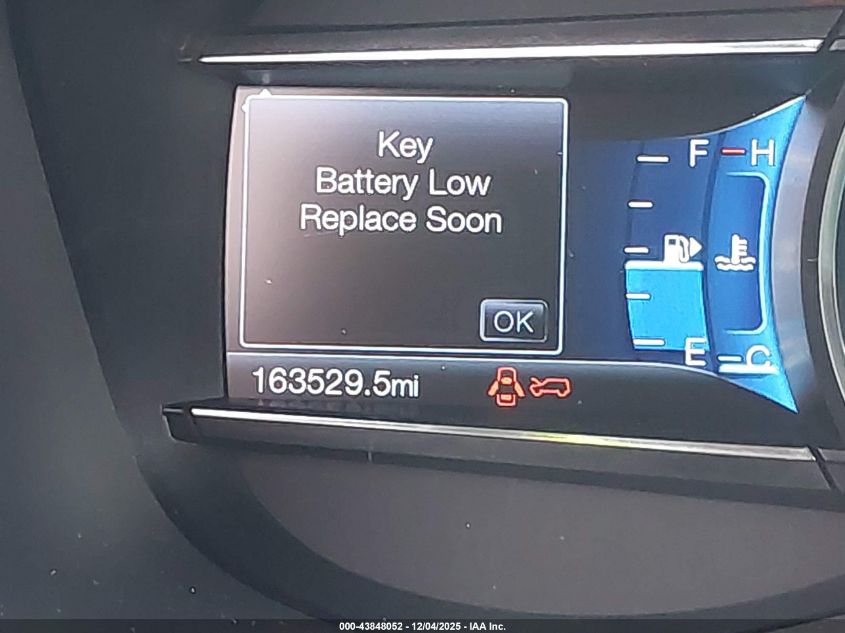 Key
Battery Low
Replace Soon
OK
F H
E C
163529.5mi
000-43848052 - 12/04/2025 - IAA Inc.